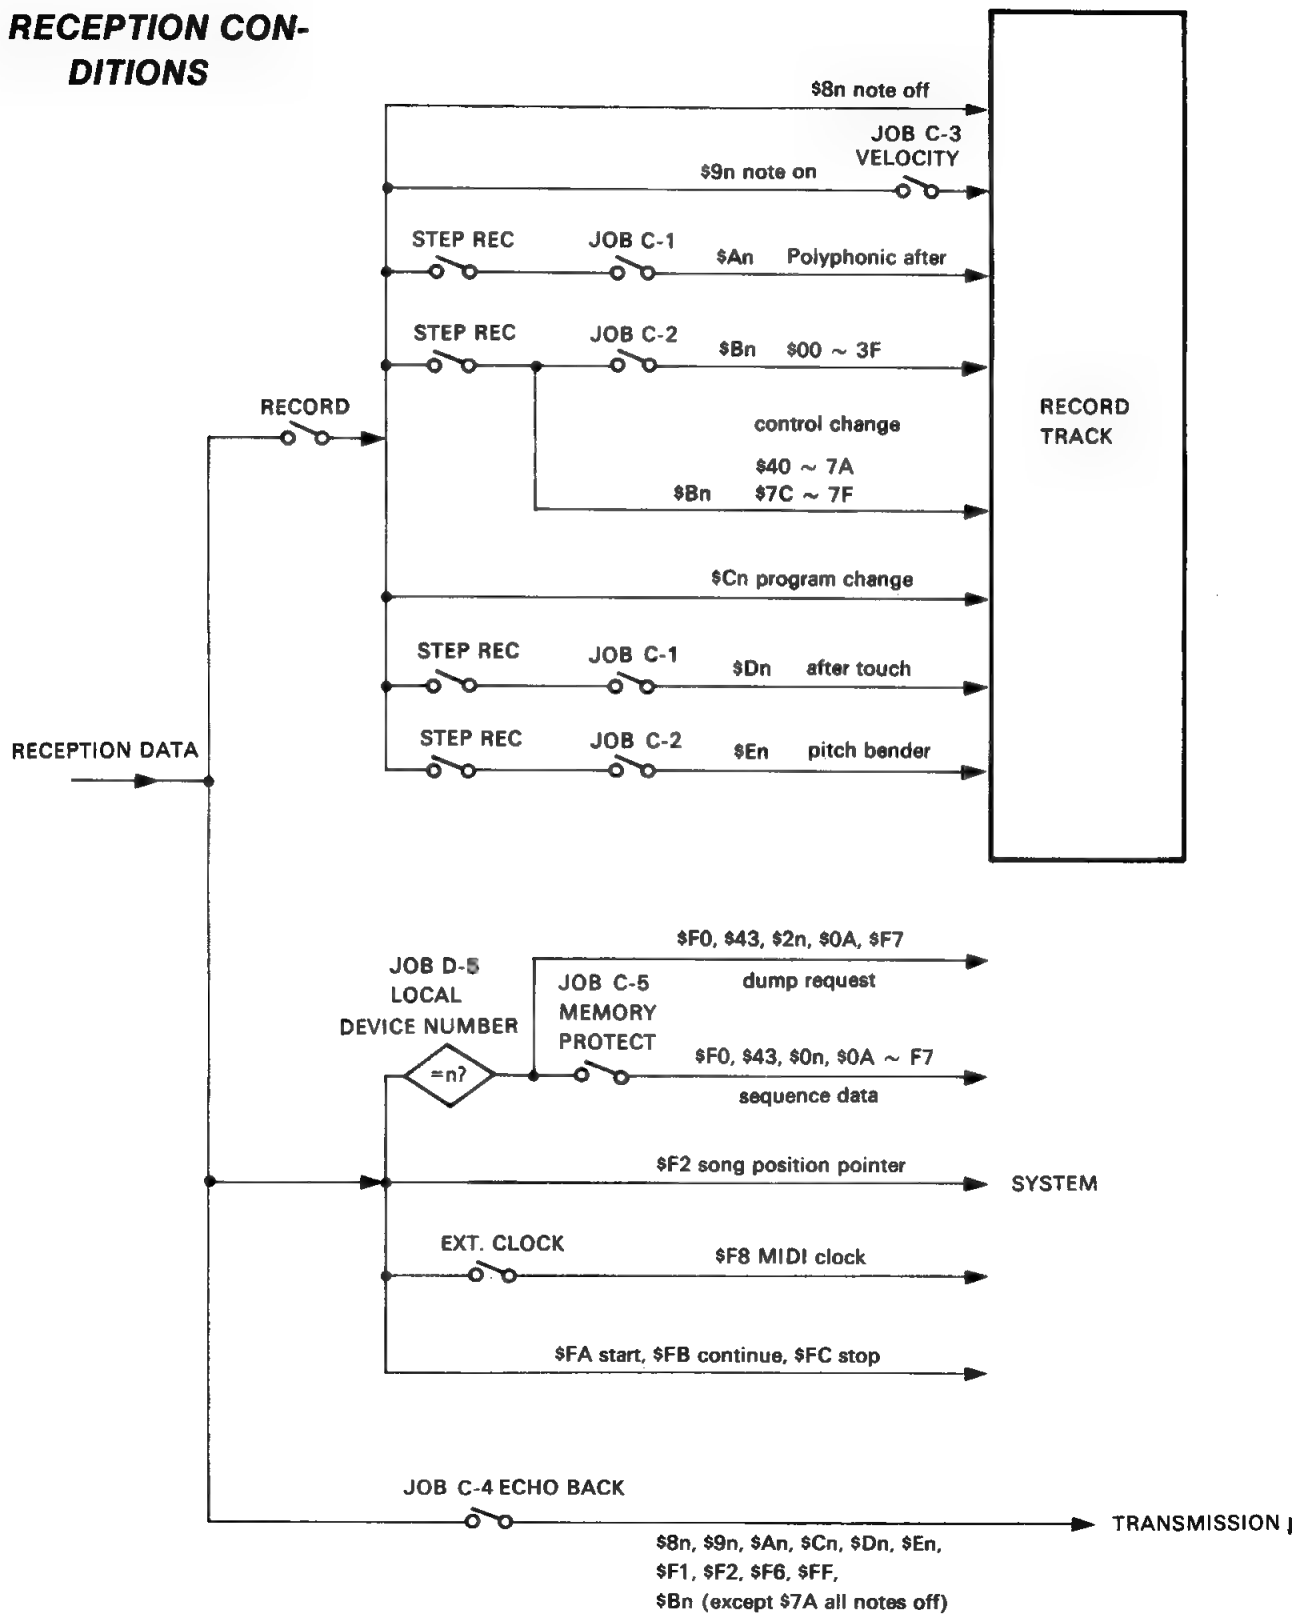 RECEPTION CON-
DITIONS
$8n note off
JOB C-3
VELOCITY
$9n note on
STEP REC
JOB C-1
$An Polyphonic after
STEP REC
JOB C-2
$Bn $00 ~ 3F
RECORD
control change
$40 ~ 7A
$Bn $7C ~ 7F
RECORD
TRACK
$Cn program change
STEP REC
JOB C-1
$Dn after touch
STEP REC
JOB C-2
$En pitch bender
RECEPTION DATA
$F0, $43, $2n, $0A, $F7
dump request
JOB D-5
LOCAL
DEVICE NUMBER
=n?
JOB C-5
MEMORY
PROTECT
$F0, $43, $0n, $0A ~ F7
sequence data
$F2 song position pointer
SYSTEM
EXT. CLOCK
$F8 MIDI clock
$FA start, $FB continue, $FC stop
JOB C-4 ECHO BACK
TRANSMISSION
$8n, $9n, $An, $Cn, $Dn, $En,
$F1, $F2, $F6, $FF,
$Bn (except $7A all notes off)